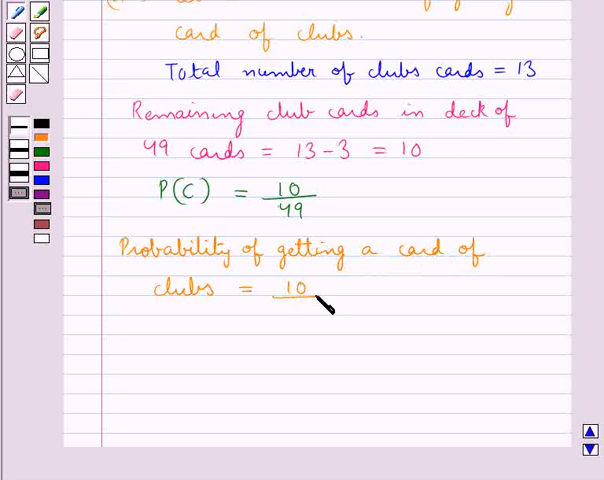 card of clubs.
Total number of clubs cards = 13
Remaining club cards in deck of
49 cards = 13 - 3 = 10
P(C) = 10/49
Probability of getting a card of
clubs = 10